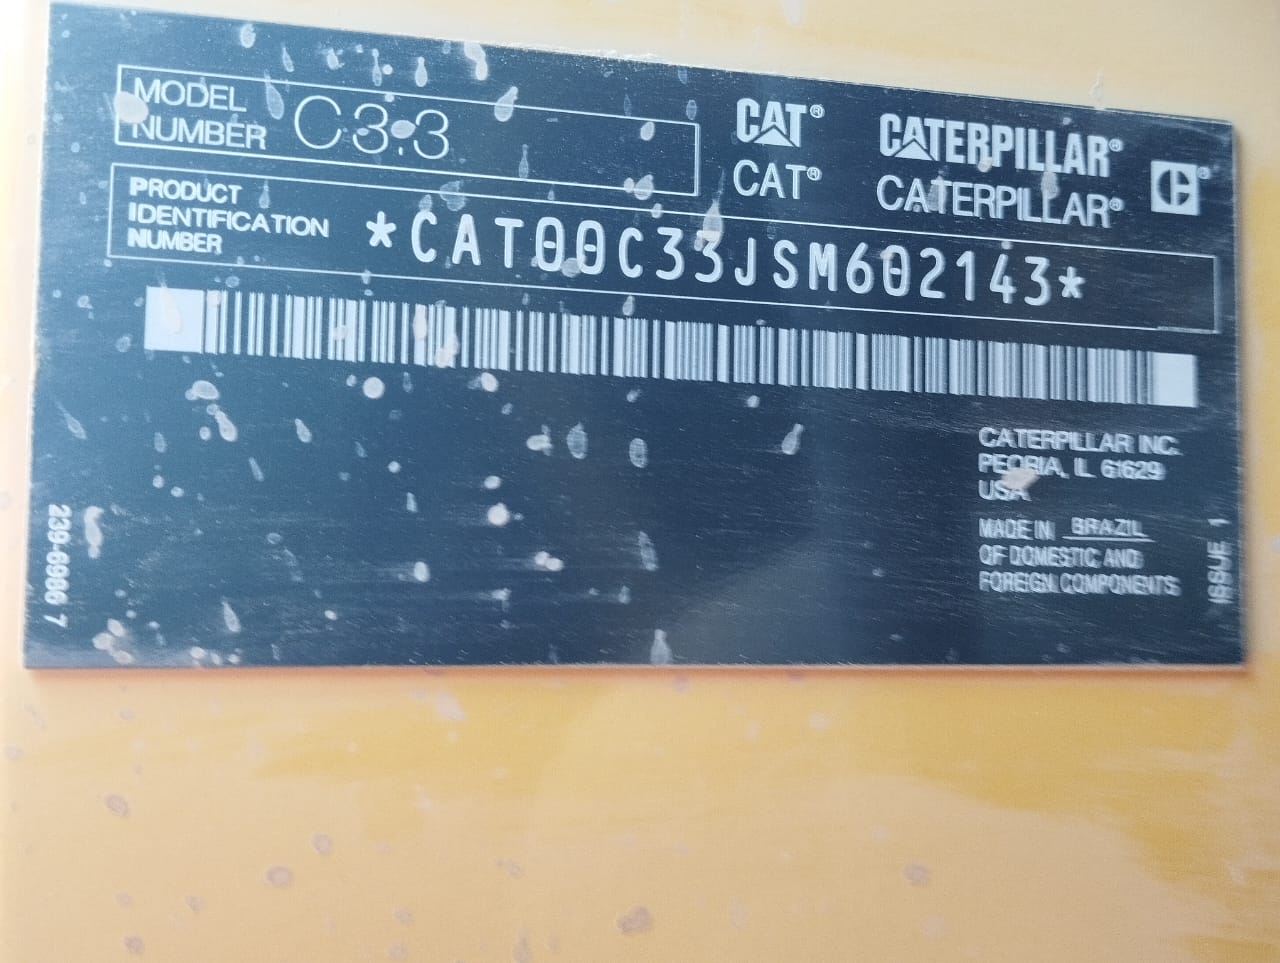 MODEL
NUMBER C3.3
CAT® CATERPILLAR®
CAT® CATERPILLAR®
PRODUCT
IDENTIFICATION
NUMBER
*CAT00C33JSM602143*
CATERPILLAR INC.
PEORIA, IL 61629
USA
MADE IN BRAZIL
OF DOMESTIC AND
FOREIGN COMPONENTS
239-6986 7
ISSUE 1